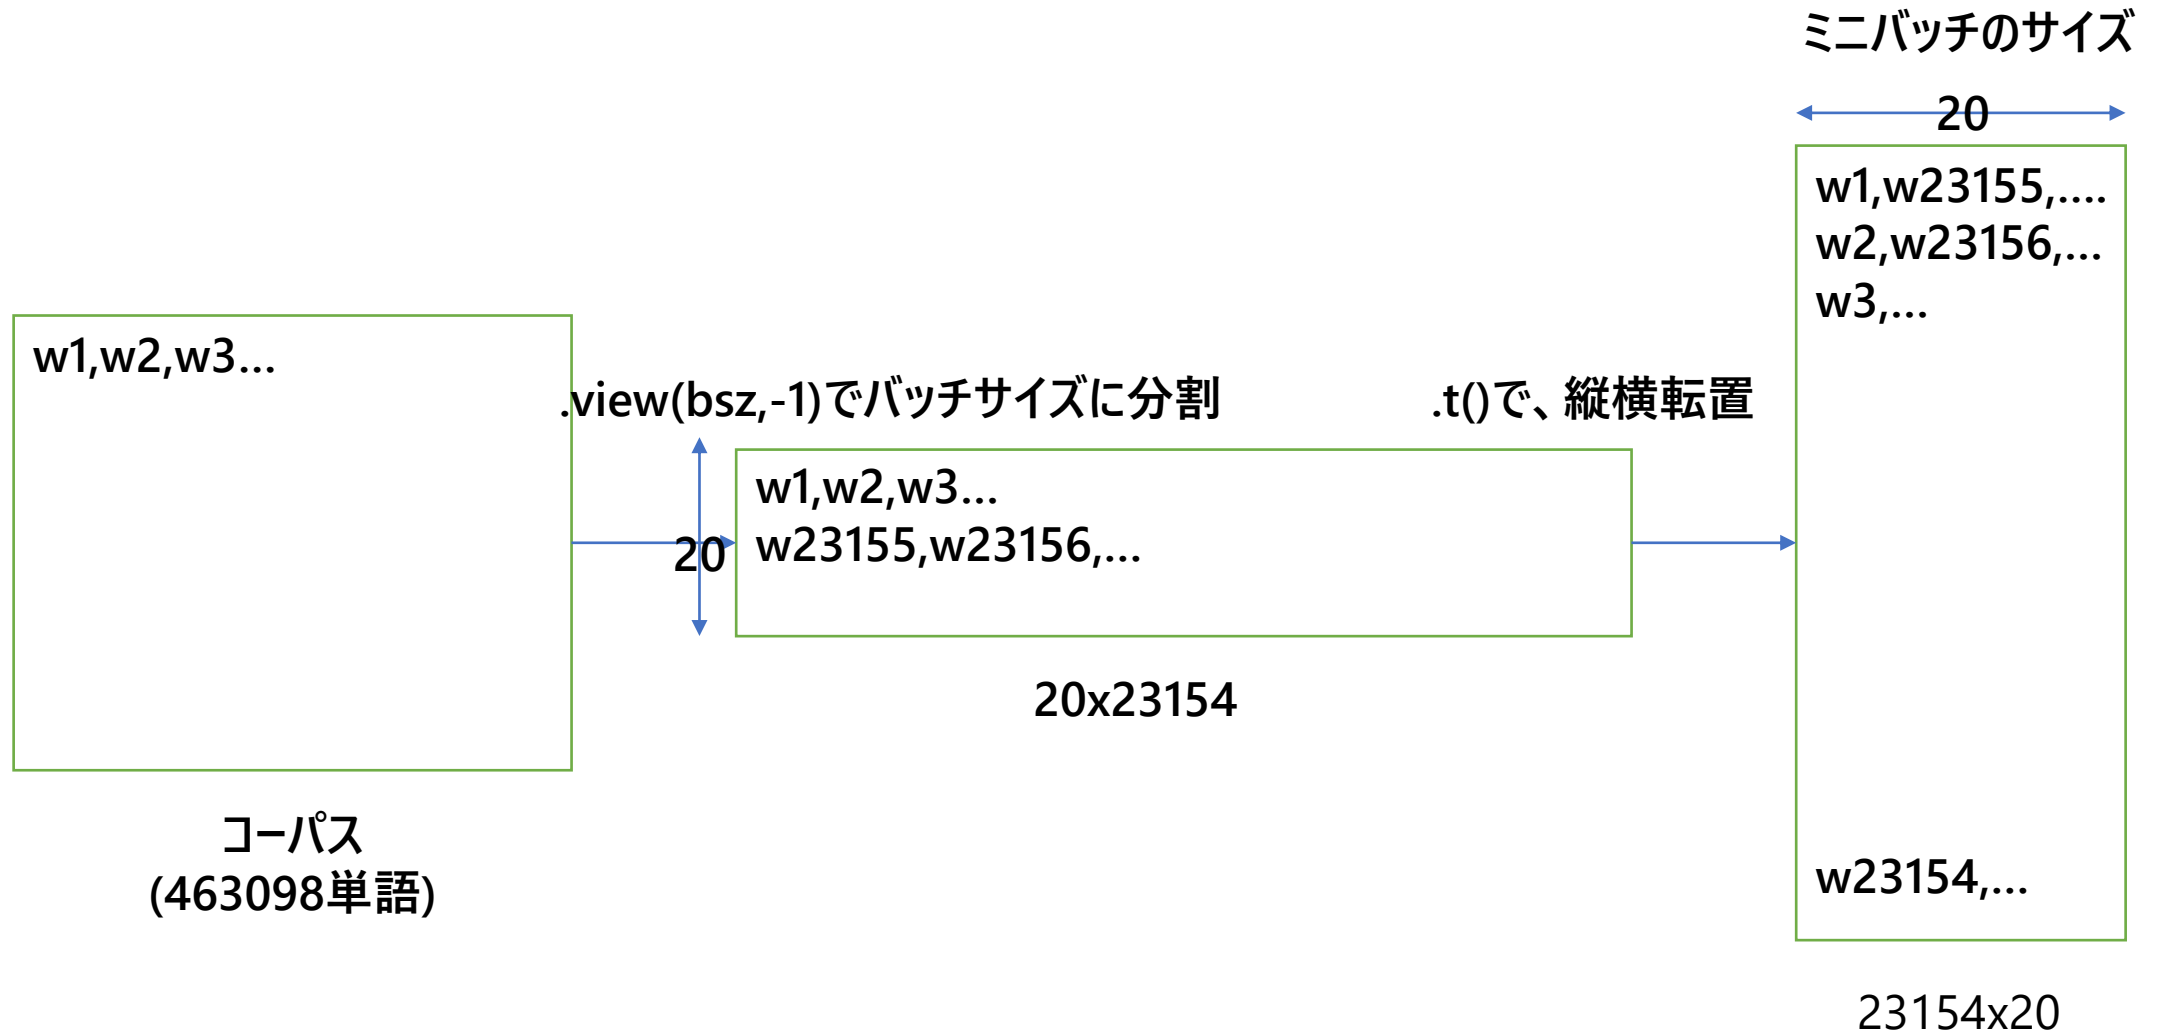 ミニバッチのサイズ
20
w1,w23155,....
w2,w23156,...
w3,...
w23154,...
23154x20
w1,w2,w3...
コーパス
(463098単語)
.view(bsz,-1)でバッチサイズに分割
20
w1,w2,w3...
w23155,w23156,...
20x23154
.t()で、縦横転置